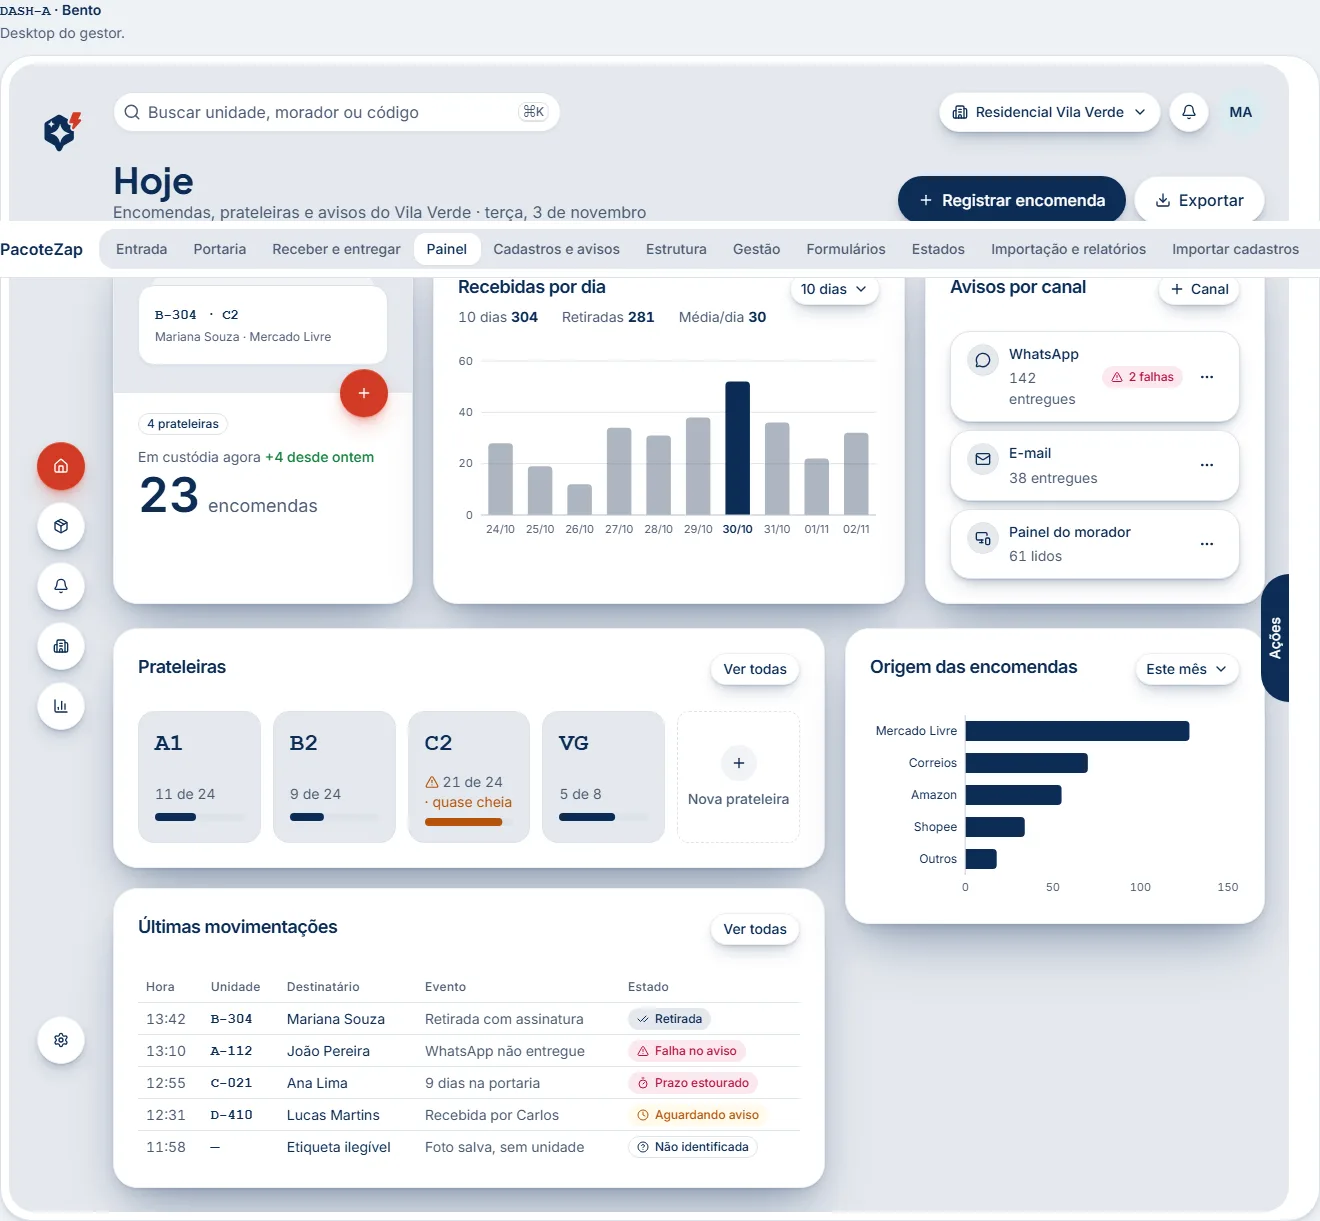 DASH-A · Bento
Desktop do gestor.
Buscar unidade, morador ou código
⌘K
Residencial Vila Verde
MA
Hoje
Encomendas, prateleiras e avisos do Vila Verde · terça, 3 de novembro
+ Registrar encomenda
Exportar
PacoteZap
Entrada
Portaria
Receber e entregar
Painel
Cadastros e avisos
Estrutura
Gestão
Formulários
Estados
Importação e relatórios
Importar cadastros
B-304 · C2
Mariana Souza · Mercado Livre
4 prateleiras
Em custódia agora +4 desde ontem
23 encomendas
Recebidas por dia
10 dias
10 dias 304 Retiradas 281 Média/dia 30
60
40
20
0
24/10 25/10 26/10 27/10 28/10 29/10 30/10 31/10 01/11 02/11
Avisos por canal
+ Canal
WhatsApp
142
entregues
2 falhas
E-mail
38 entregues
Painel do morador
61 lidos
Ações
Prateleiras
Ver todas
A1
11 de 24
B2
9 de 24
C2
21 de 24
· quase cheia
VG
5 de 8
+
Nova prateleira
Origem das encomendas
Este mês
Mercado Livre
Correios
Amazon
Shopee
Outros
0 50 100 150
Últimas movimentações
Ver todas
Hora Unidade Destinatário Evento Estado
13:42 B-304 Mariana Souza Retirada com assinatura Retirada
13:10 A-112 João Pereira WhatsApp não entregue Falha no aviso
12:55 C-021 Ana Lima 9 dias na portaria Prazo estourado
12:31 D-410 Lucas Martins Recebida por Carlos Aguardando aviso
11:58 — Etiqueta ilegível Foto salva, sem unidade Não identificada